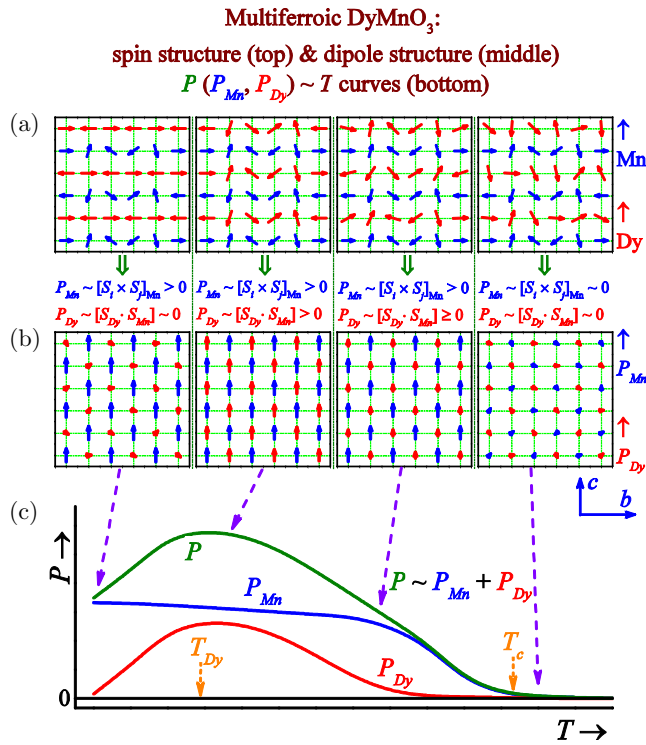 Multiferroic DyMnO3:
spin structure (top) & dipole structure (middle)
P (PMn, PDy) ~ T curves (bottom)
(a)
Mn
Dy
PMn ~ [Si × Sj]Mn > 0
PMn ~ [Si × Sj]Mn > 0
PMn ~ [Si × Sj]Mn > 0
PMn ~ [Si × Sj]Mn ~ 0
PDy ~ [SDy · SMn] ~ 0
PDy ~ [SDy · SMn] > 0
PDy ~ [SDy · SMn] ≥ 0
PDy ~ [SDy · SMn] ~ 0
(b)
PMn
PDy
c
b
(c)
P →
P
PMn
P ~ PMn + PDy
TDy
PDy
Tc
0
T →